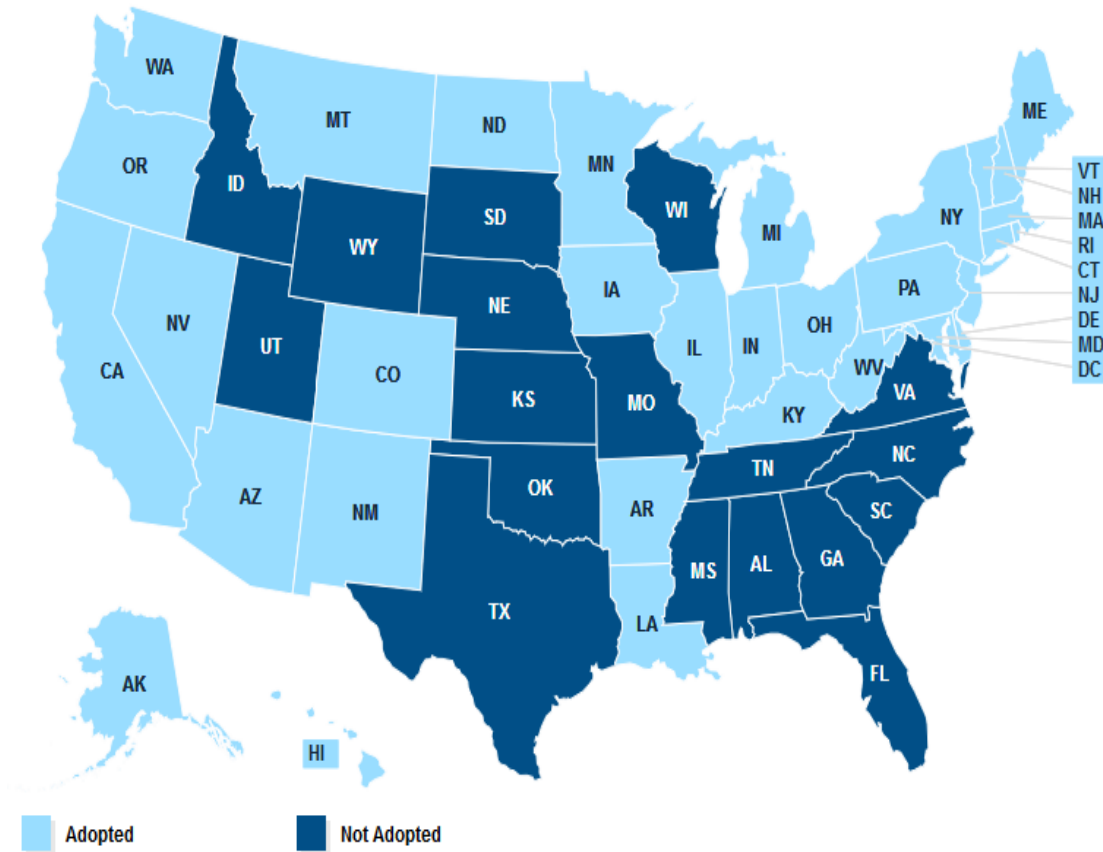 WA
MT
ND
MN
ME
OR
ID
SD
WI
MI
NY
VT
NH
MA
RI
CT
NJ
DE
MD
DC
WY
IA
NE
PA
NV
UT
CO
IL
IN
OH
WV
VA
CA
KS
MO
KY
AZ
NM
OK
AR
TN
NC
SC
TX
MS
AL
GA
LA
FL
AK
HI
Adopted
Not Adopted